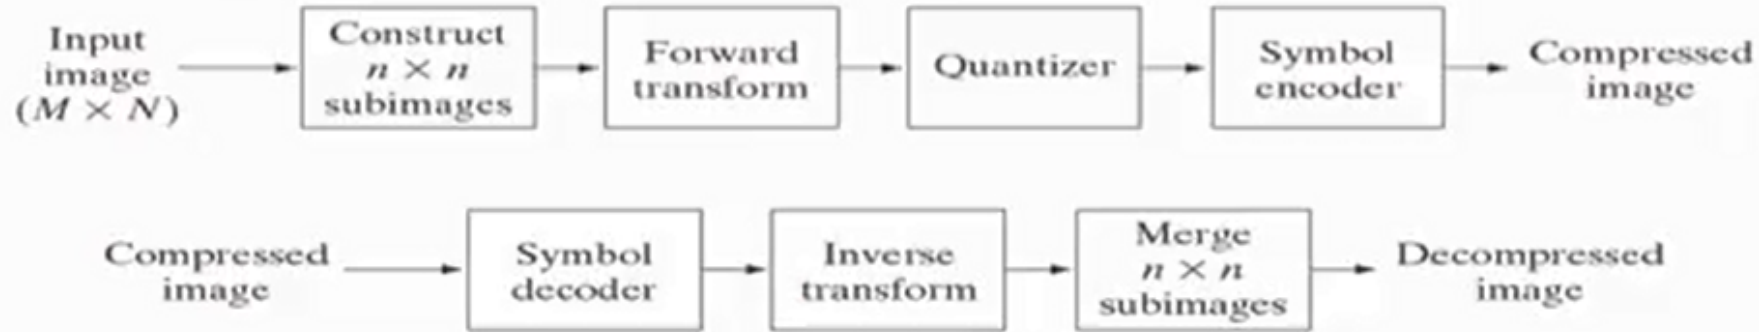 Input
image
(M × N)
Construct
n × n
subimages
Forward
transform
Quantizer
Symbol
encoder
Compressed
image
Compressed
image
Symbol
decoder
Inverse
transform
Merge
n × n
subimages
Decompressed
image